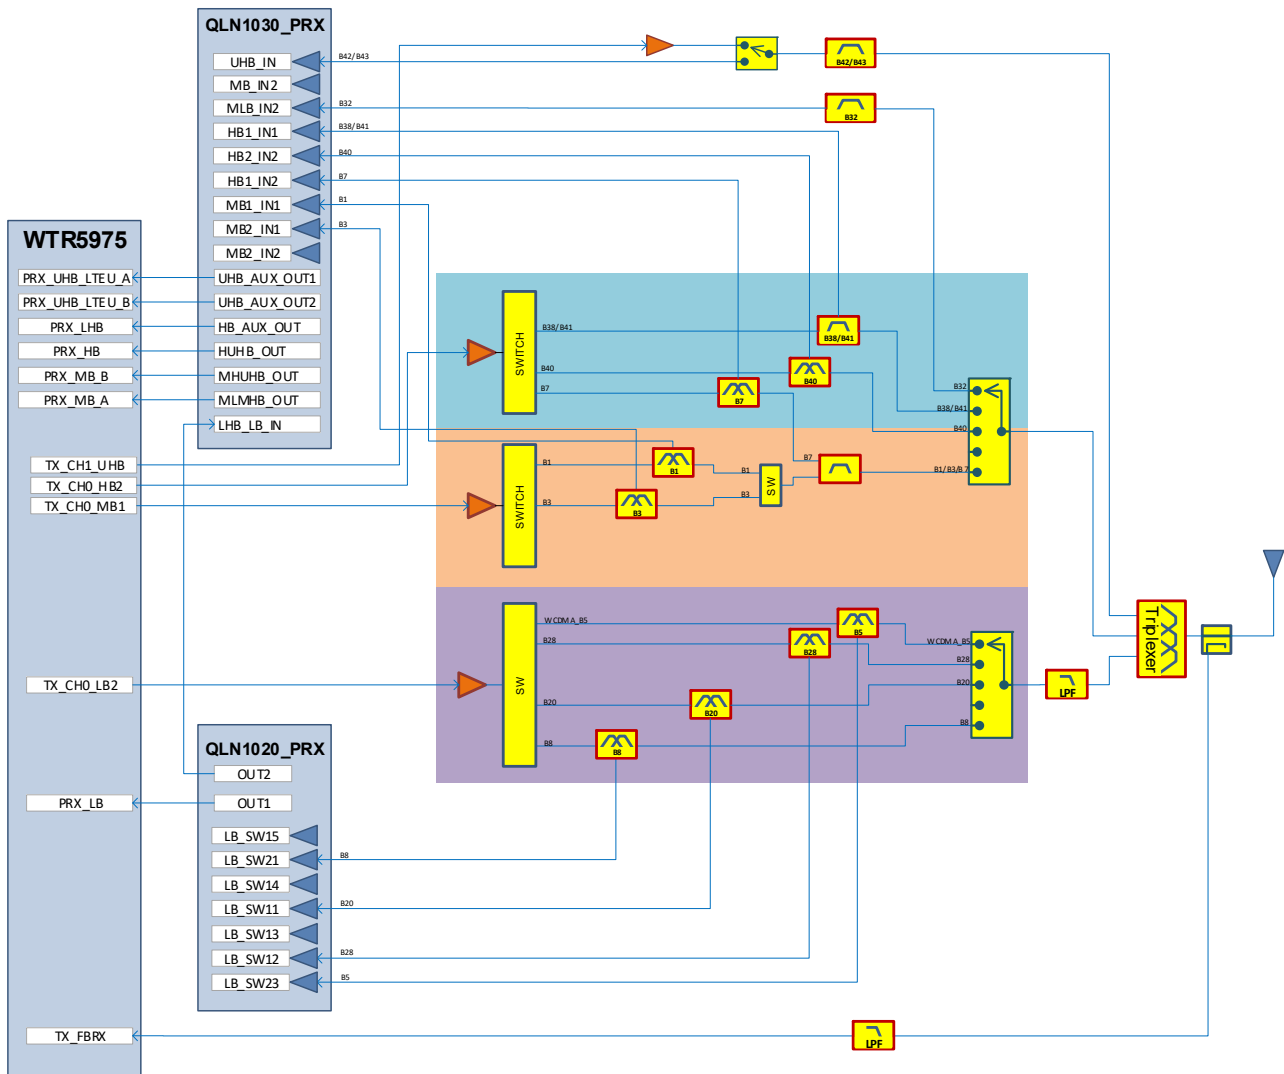 QLN1030_PRX
UHB_IN
B42/B43
MB_IN2
MLB_IN2
B32
HB1_IN1
B38/B41
HB2_IN2
B40
HB1_IN2
B7
MB1_IN1
B1
MB2_IN1
B3
MB2_IN2
UHB_AUX_OUT1
UHB_AUX_OUT2
HB_AUX_OUT
HUHB_OUT
MHUHB_OUT
MLMHB_OUT
LHB_LB_IN
WTR5975
PRX_UHB_LTEU_A
PRX_UHB_LTEU_B
PRX_LHB
PRX_HB
PRX_MB_B
PRX_MB_A
TX_CH1_UHB
TX_CH0_HB2
TX_CH0_MB1
TX_CH0_LB2
PRX_LB
TX_FBRX
B42/B43
B32
SWITCH
B38/B41
B40
B7
B38/B41
B40
B7
B32
B38/B41
B40
B1/B3/B7
SWITCH
B1
B3
B1
B3
B1
B3
SW
B7
SW
WCDMA_B5
B28
B20
B8
B5
B28
B20
B8
WCDMA_B5
B28
B20
B8
LPF
Triplexer
QLN1020_PRX
OUT2
OUT1
LB_SW15
LB_SW21
B8
LB_SW14
LB_SW11
B20
LB_SW13
LB_SW12
B28
LB_SW23
B5
LPF